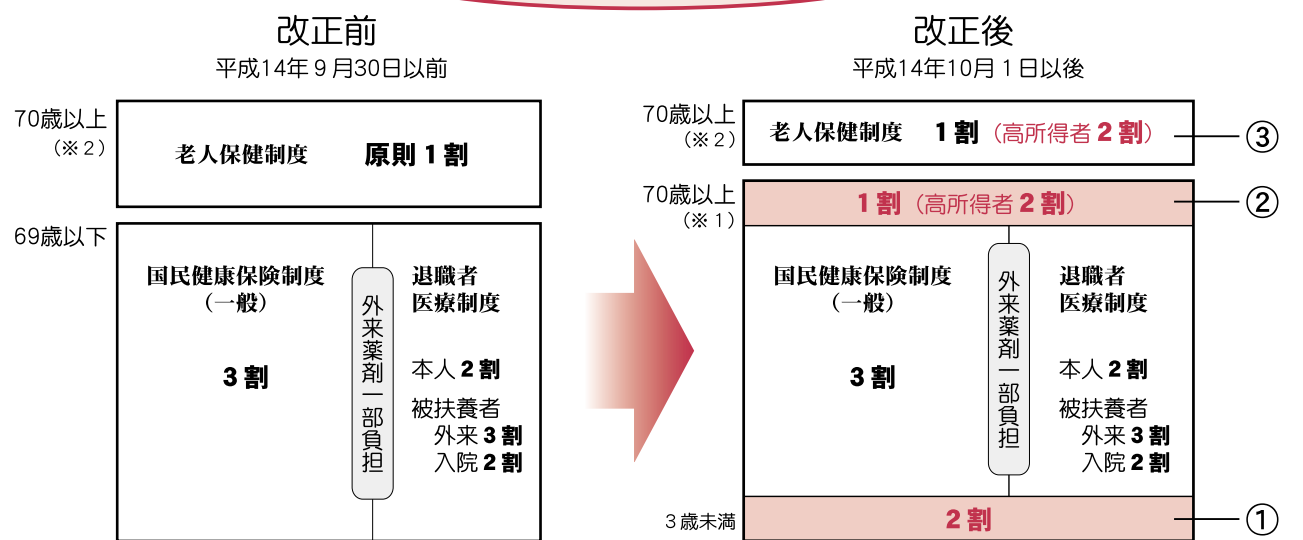 改正前
平成14年9月30日以前
70歳以上
(※2)
老人保健制度 原則1割
69歳以下
国民健康保険制度
(一般)
3割
外来薬剤一部負担
退職者
医療制度
本人2割
被扶養者
外来3割
入院2割
改正後
平成14年10月1日以後
70歳以上
(※2)
老人保健制度 1割(高所得者2割)
③
70歳以上
(※1)
1割(高所得者2割)
②
国民健康保険制度
(一般)
3割
外来薬剤一部負担
退職者
医療制度
本人2割
被扶養者
外来3割
入院2割
3歳未満
2割
①